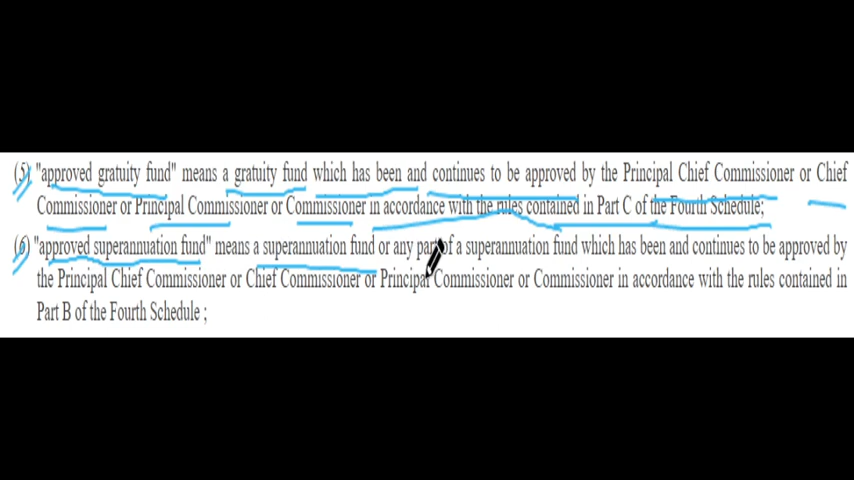 (5) "approved gratuity fund" means a gratuity fund which has been and continues to be approved by the Principal Chief Commissioner or Chief
Commissioner or Principal Commissioner or Commissioner in accordance with the rules contained in Part C of the Fourth Schedule;
(6) "approved superannuation fund" means a superannuation fund or any part of a superannuation fund which has been and continues to be approved by
the Principal Chief Commissioner or Chief Commissioner or Principal Commissioner or Commissioner in accordance with the rules contained in
Part B of the Fourth Schedule ;